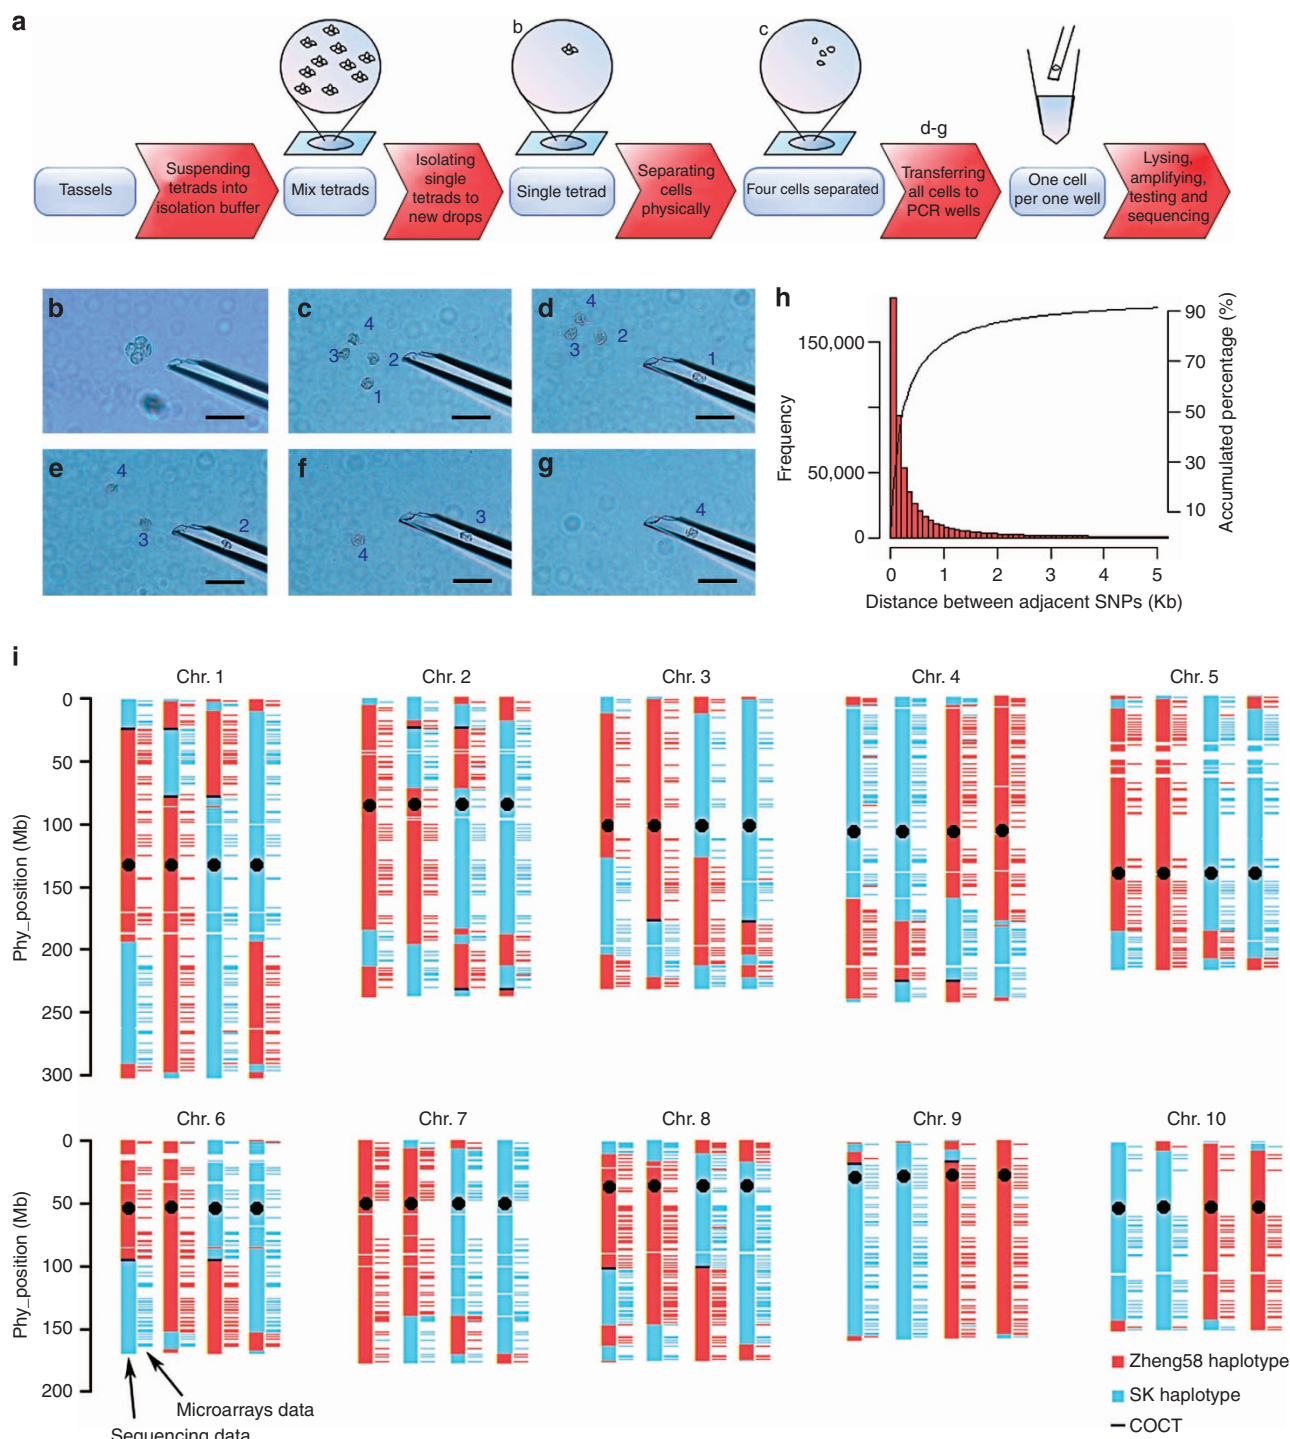 a
b
c
d-g
Tassels
Suspending
tetrads into
isolation buffer
Mix tetrads
Isolating
single
tetrads to
new drops
Single tetrad
Separating
cells
physically
Four cells separated
Transferring
all cells to
PCR wells
One cell
per one well
Lysing,
amplifying,
testing and
sequencing
b
c
4
3
2
1
d
4
3
2
1
e
4
3
2
f
3
4
g
4
h
150,000
50,000
0
Frequency
90
70
50
30
10
Accumulated percentage (%)
0 1 2 3 4 5
Distance between adjacent SNPs (Kb)
i
Chr. 1 Chr. 2 Chr. 3 Chr. 4 Chr. 5
0
50
100
150
200
250
300
Phy_position (Mb)
Chr. 6 Chr. 7 Chr. 8 Chr. 9 Chr. 10
0
50
100
150
200
Phy_position (Mb)
Microarrays data
Sequencing data
Zheng58 haplotype
SK haplotype
COCT